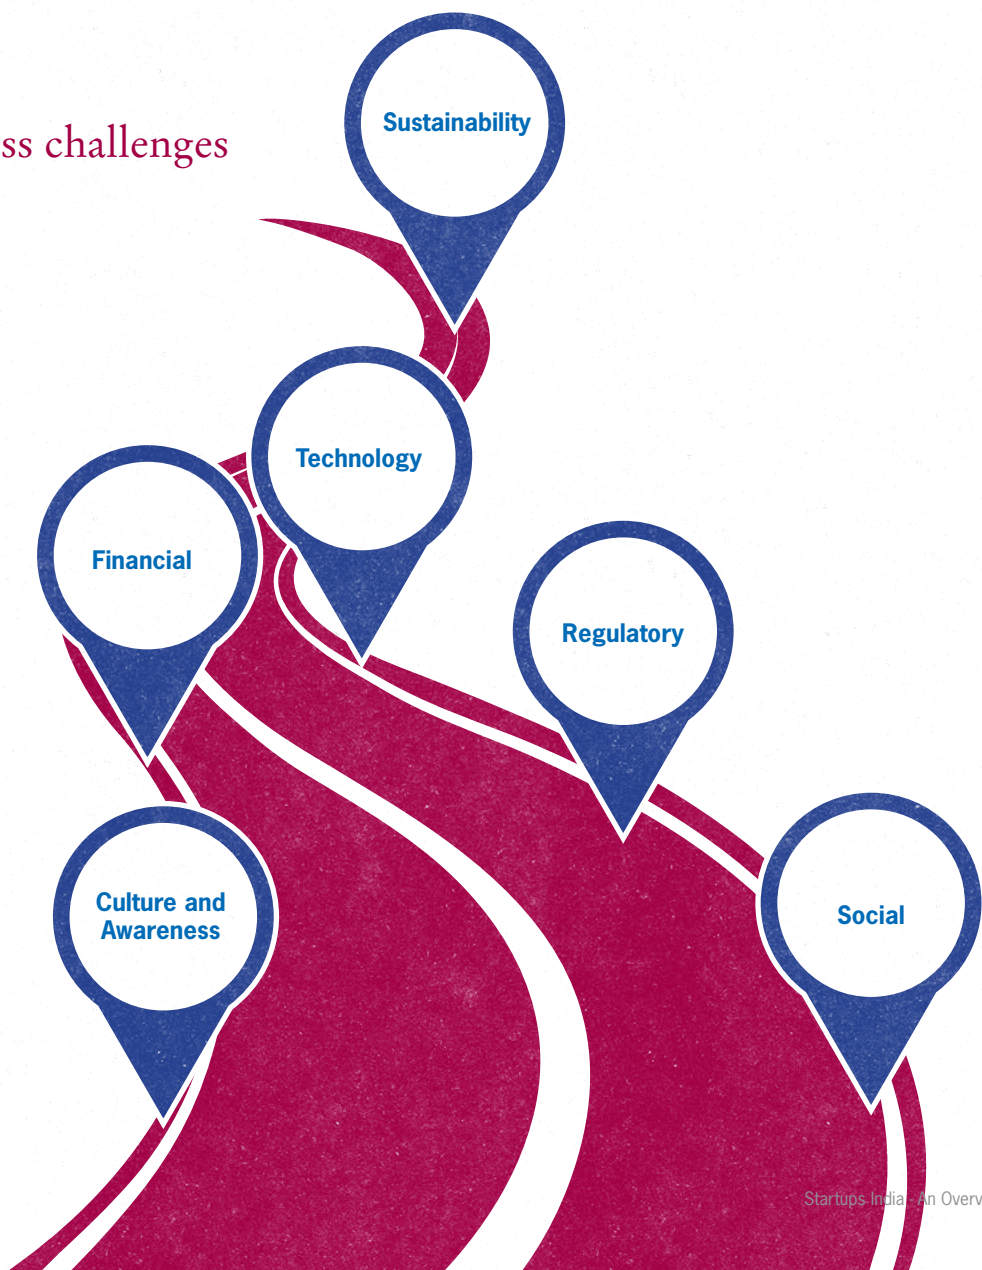 ss challenges
Sustainability
Technology
Financial
Regulatory
Culture and
Awareness
Social
Startups India - An Overv